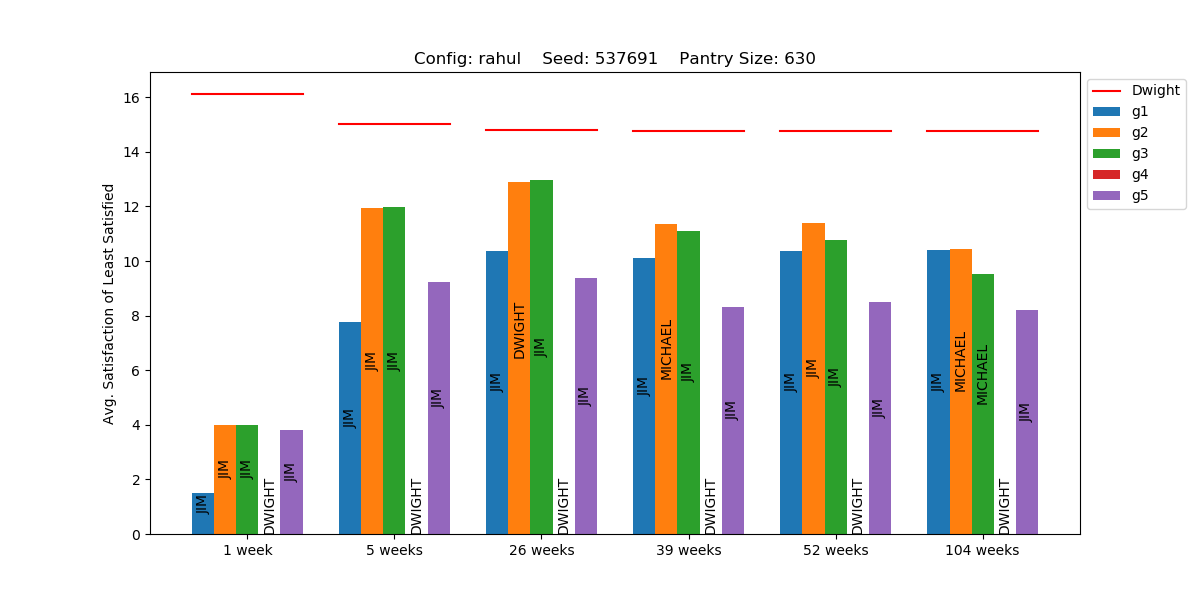 Config: rahul    Seed: 537691    Pantry Size: 630
Avg. Satisfaction of Least Satisfied
16
14
12
10
8
6
4
2
0
JIM
JIM
JIM
DWIGHT
JIM
JIM
JIM
JIM
DWIGHT
JIM
JIM
DWIGHT
JIM
DWIGHT
JIM
JIM
MICHAEL
JIM
DWIGHT
JIM
JIM
JIM
JIM
DWIGHT
JIM
JIM
MICHAEL
MICHAEL
DWIGHT
JIM
1 week
5 weeks
26 weeks
39 weeks
52 weeks
104 weeks
Dwight
g1
g2
g3
g4
g5